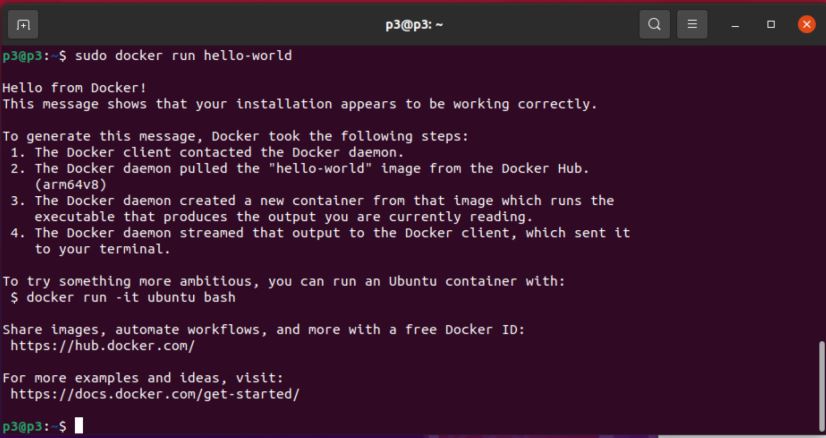 p3@p3: ~
p3@p3:~$ sudo docker run hello-world
Hello from Docker!
This message shows that your installation appears to be working correctly.
To generate this message, Docker took the following steps:
1. The Docker client contacted the Docker daemon.
2. The Docker daemon pulled the "hello-world" image from the Docker Hub.
(arm64v8)
3. The Docker daemon created a new container from that image which runs the
executable that produces the output you are currently reading.
4. The Docker daemon streamed that output to the Docker client, which sent it
to your terminal.
To try something more ambitious, you can run an Ubuntu container with:
$ docker run -it ubuntu bash
Share images, automate workflows, and more with a free Docker ID:
https://hub.docker.com/
For more examples and ideas, visit:
https://docs.docker.com/get-started/
p3@p3:~$